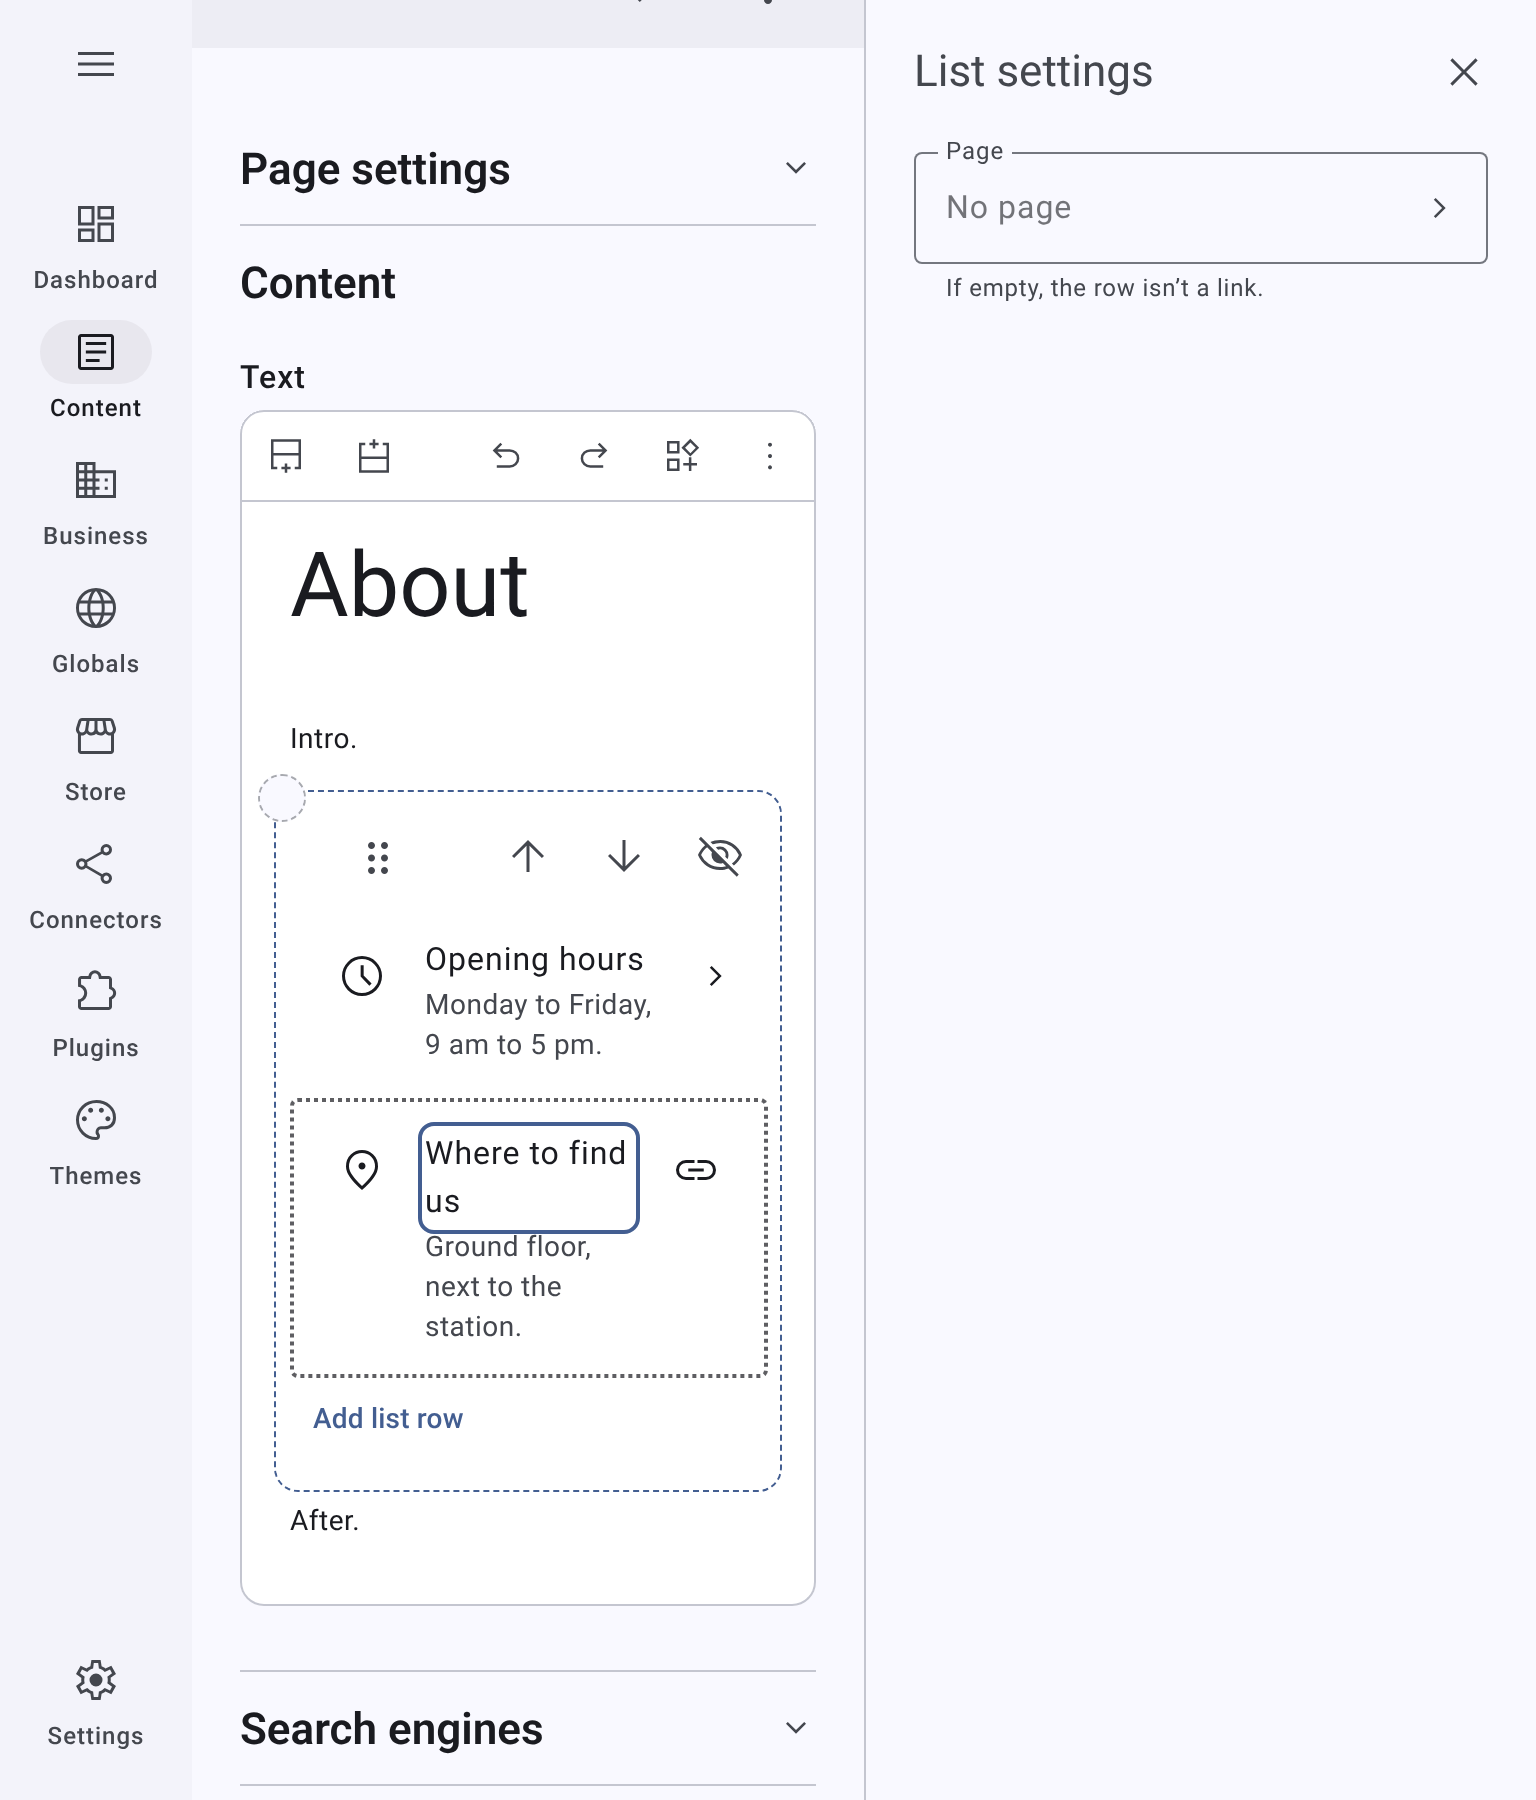 Dashboard
Content
Business
Globals
Store
Connectors
Plugins
Themes
Settings
Page settings
Content
Text
About
Intro.
Opening hours
Monday to Friday,
9 am to 5 pm.
Where to find
us
Ground floor,
next to the
station.
Add list row
After.
Search engines
List settings
Page
No page
If empty, the row isn’t a link.